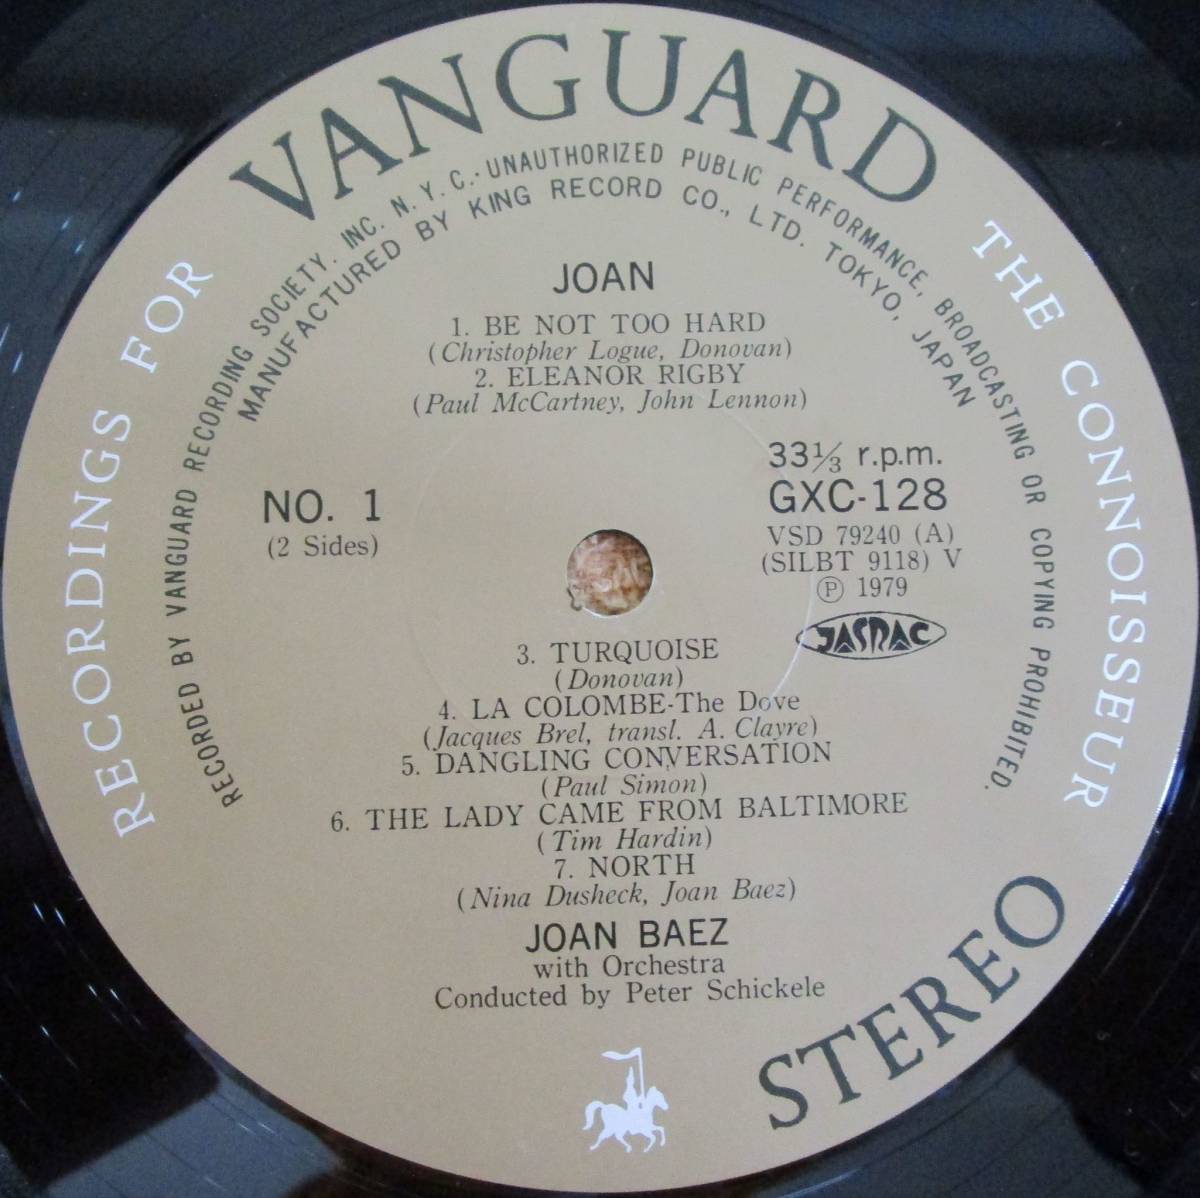 VANGUARD
RECORDINGS FOR THE CONNOISSEUR
RECORDED BY VANGUARD RECORDING SOCIETY. INC. N. Y. C.·UNAUTHORIZED PUBLIC PERFORMANCE, BROADCASTING OR COPYING PROHIBITED.
MANUFACTURED BY KING RECORD CO., LTD. TOKYO, JAPAN
JOAN
1. BE NOT TOO HARD
(Christopher Logue, Donovan)
2. ELEANOR RIGBY
(Paul McCartney, John Lennon)
NO. 1
(2 Sides)
33⅓ r.p.m.
GXC-128
VSD 79240 (A)
(SILBT 9118) V
Ⓟ 1979
JASRAC
3. TURQUOISE
(Donovan)
4. LA COLOMBE-The Dove
(Jacques Brel, transl. A. Clayre)
5. DANGLING CONVERSATION
(Paul Simon)
6. THE LADY CAME FROM BALTIMORE
(Tim Hardin)
7. NORTH
(Nina Dusheck, Joan Baez)
JOAN BAEZ
with Orchestra
Conducted by Peter Schickele
STEREO